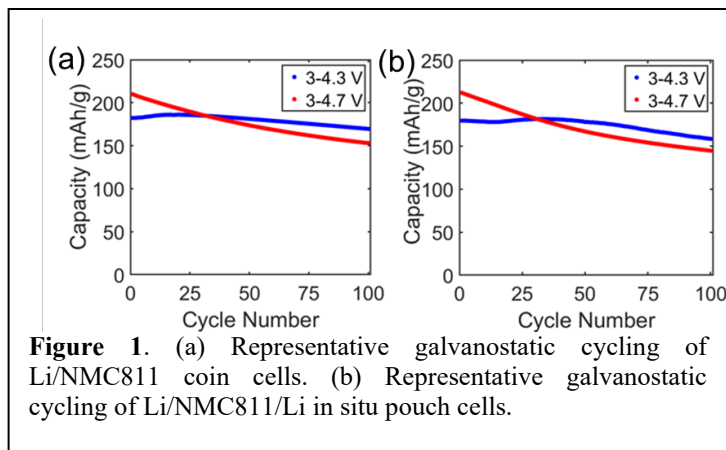 (a)
250
200
150
100
50
0
Capacity (mAh/g)
3-4.3 V
3-4.7 V
0 25 50 75 100
Cycle Number
(b)
250
200
150
100
50
0
Capacity (mAh/g)
3-4.3 V
3-4.7 V
0 25 50 75 100
Cycle Number
Figure 1. (a) Representative galvanostatic cycling of
Li/NMC811 coin cells. (b) Representative galvanostatic
cycling of Li/NMC811/Li in situ pouch cells.